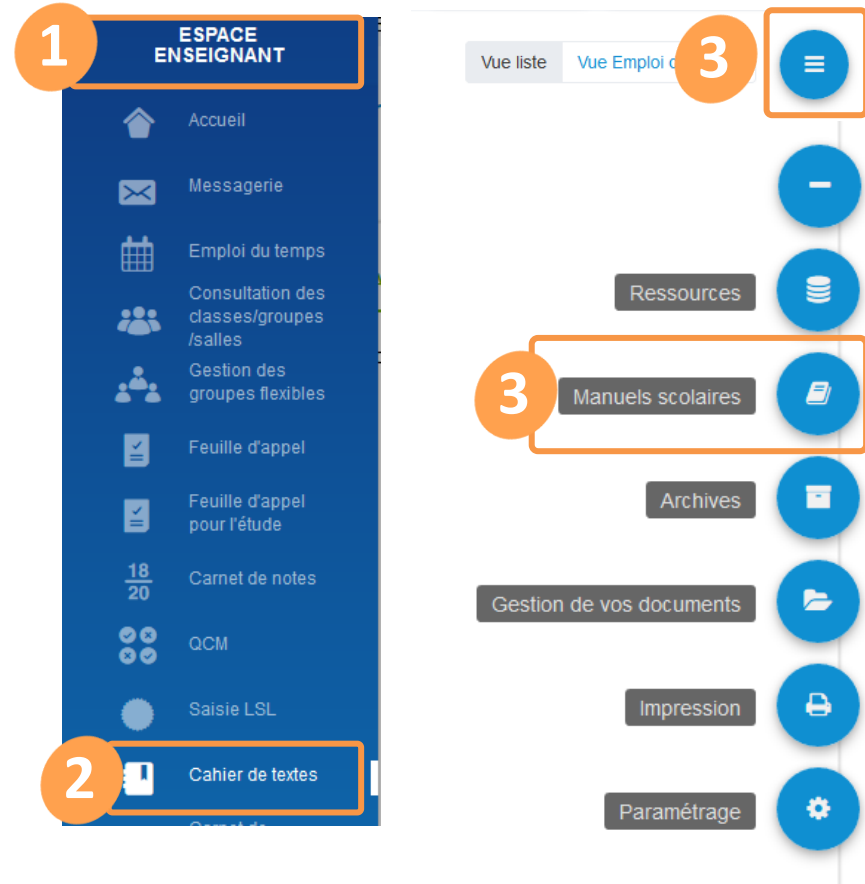 1
ESPACE
ENSEIGNANT
Accueil
Messagerie
Emploi du temps
Consultation des
classes/groupes
/salles
Gestion des
groupes flexibles
Feuille d'appel
Feuille d'appel
pour l'étude
18
20
Carnet de notes
QCM
Saisie LSL
2
Cahier de textes
Vue liste
Vue Emploi
3
Ressources
3
Manuels scolaires
Archives
Gestion de vos documents
Impression
Paramétrage